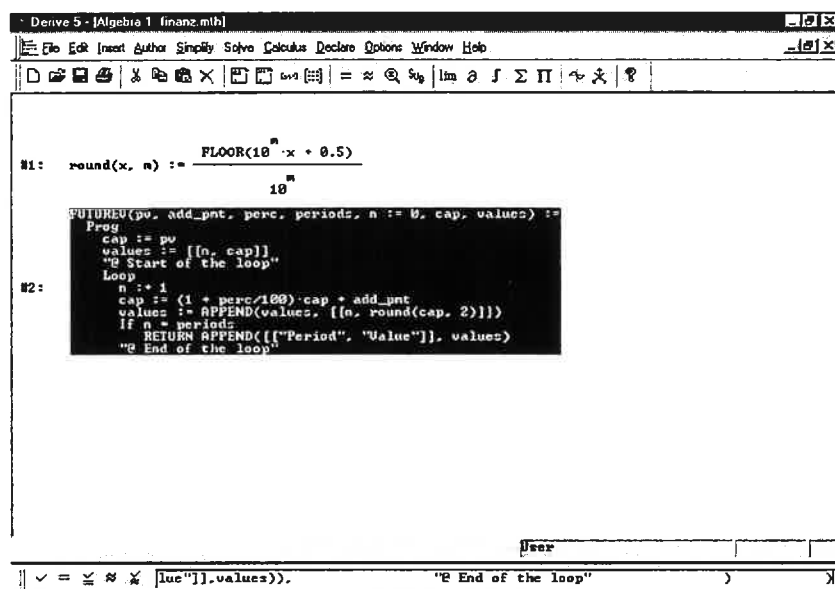 Derive 5 - [Algebra 1 finanz.mth]
File Edit Insert Author Simplify Solve Calculus Declare Options Window Help
= ≈ Sub lim ∂ ∫ Σ Π
#1: round(x, m) := FLOOR(10^m·x + 0.5) / 10^m
#2:
FUTUREV(pv, add_pmt, perc, periods, n := 0, cap, values) :=
Prog
cap := pv
values := [[n, cap]]
"@ Start of the loop"
Loop
n :+ 1
cap := (1 + perc/100)·cap + add_pmt
values := APPEND(values, [[n, round(cap, 2)]])
If n = periods
RETURN APPEND([["Period", "Value"]], values)
"@ End of the loop"
User
lue"]],values)), "@ End of the loop" ) )